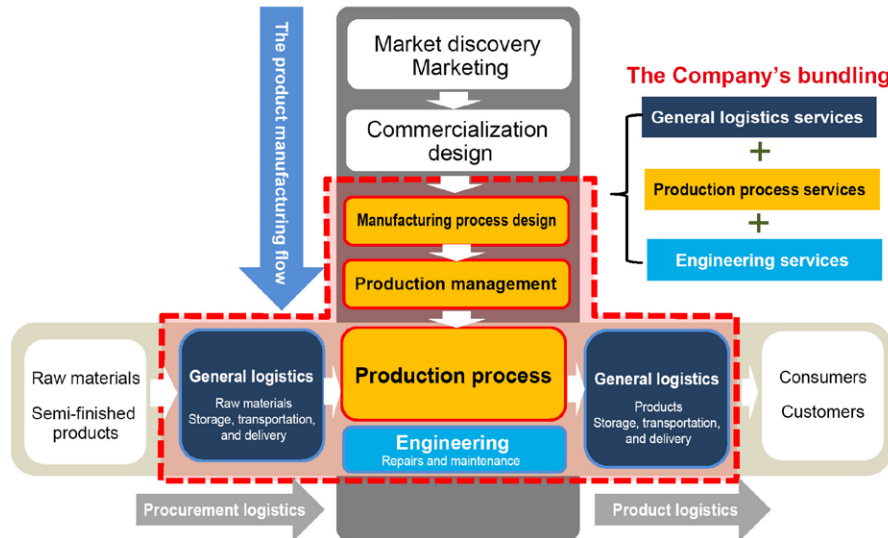 The product manufacturing flow
Market discovery
Marketing
Commercialization
design
Manufacturing process design
Production management
The Company's bundling
General logistics services
+
Production process services
+
Engineering services
Raw materials
Semi-finished
products
General logistics
Raw materials
Storage, transportation,
and delivery
Production process
Engineering
Repairs and maintenance
General logistics
Products
Storage, transportation,
and delivery
Consumers
Customers
Procurement logistics
Product logistics